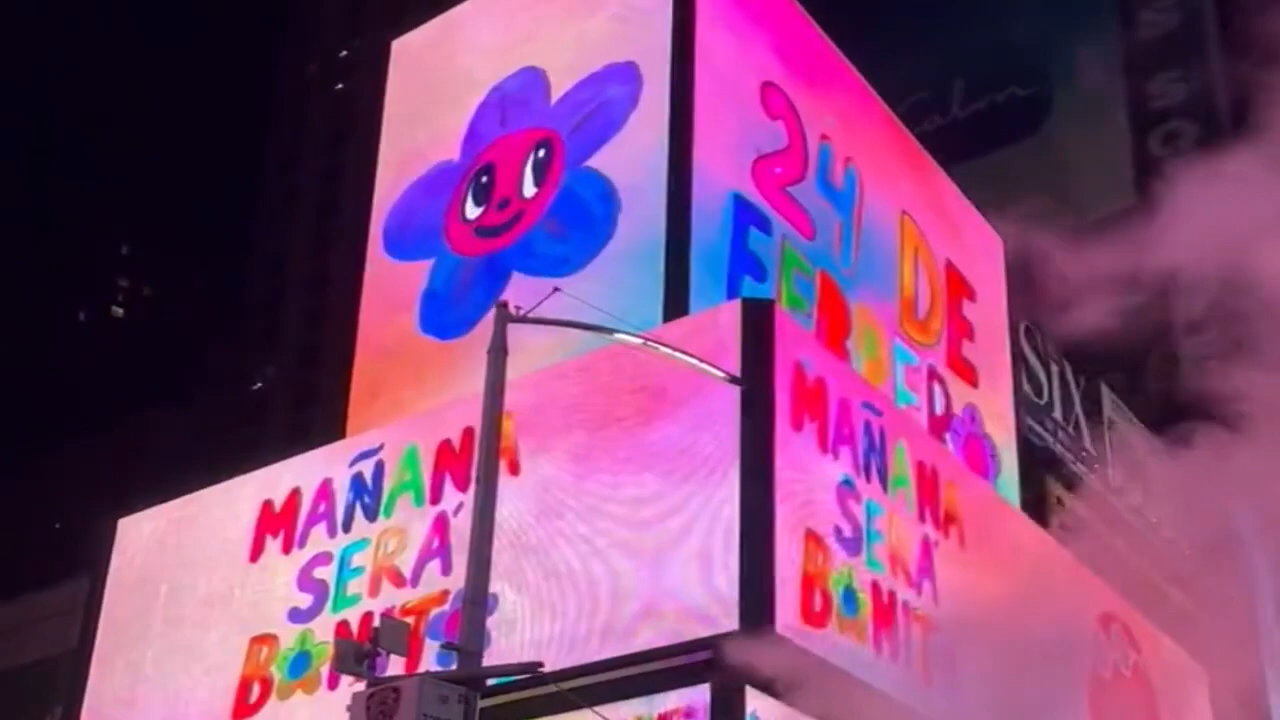 24 DE
FEBRERO
MAÑANA
SERÁ
BONITO
MAÑANA
SERÁ
BONIT
SIX